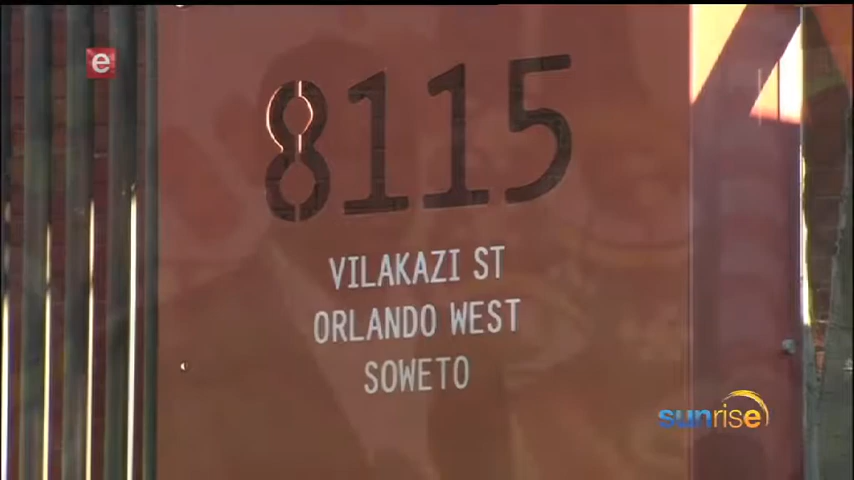 e
8115
VILAKAZI ST
ORLANDO WEST
SOWETO
sunrise